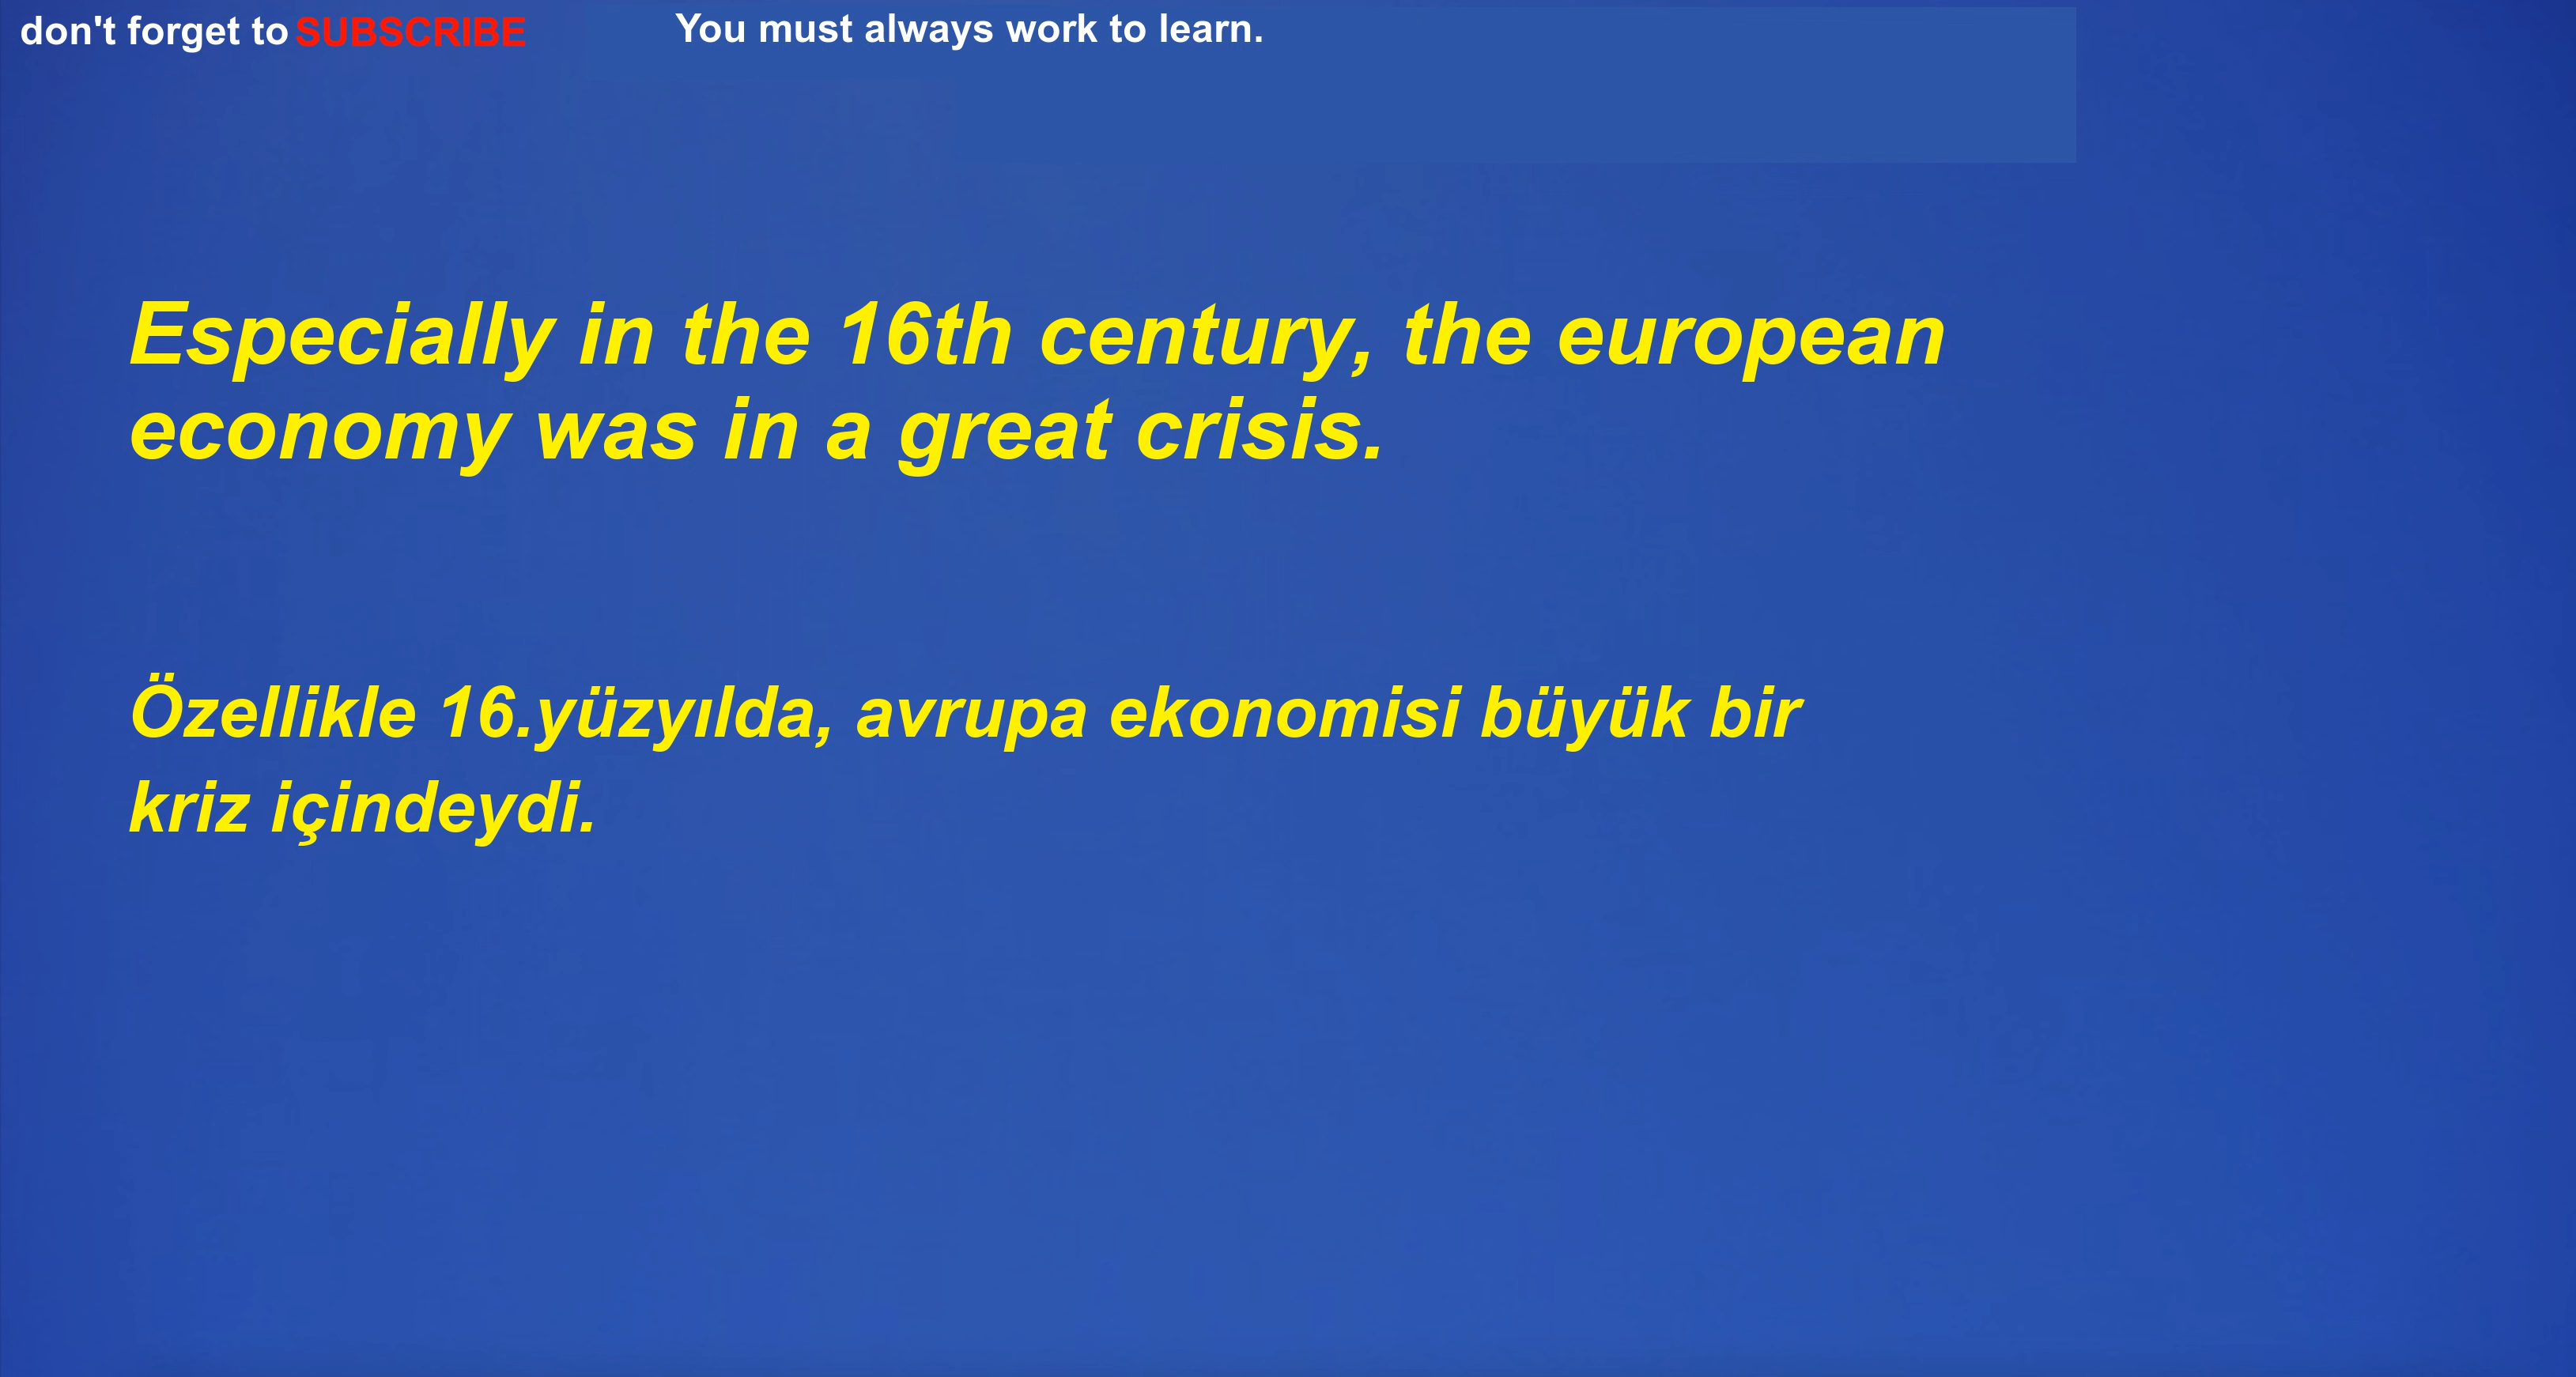 don't forget to SUBSCRIBE
You must always work to learn.
Especially in the 16th century, the european
economy was in a great crisis.
Özellikle 16.yüzyılda, avrupa ekonomisi büyük bir
kriz içindeydi.